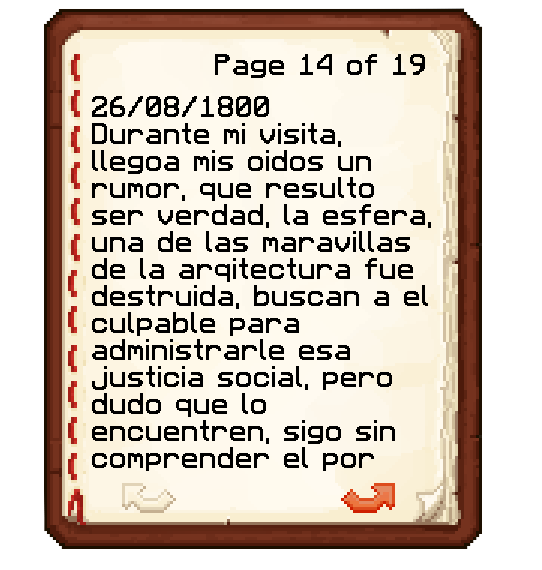 Page 14 of 19
26/08/1800
Durante mi visita,
llegoa mis oidos un
rumor, que resulto
ser verdad, la esfera,
una de las maravillas
de la arqitectura fue
destruida, buscan a el
culpable para
administrarle esa
justicia social, pero
dudo que lo
encuentren, sigo sin
comprender el por